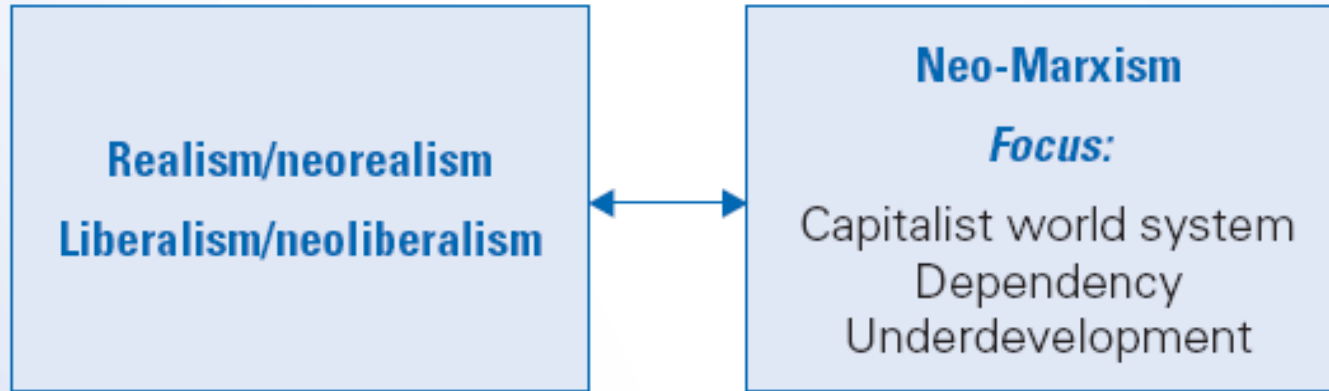 Realism/neorealism
Liberalism/neoliberalism
Neo-Marxism
Focus:
Capitalist world system
Dependency
Underdevelopment